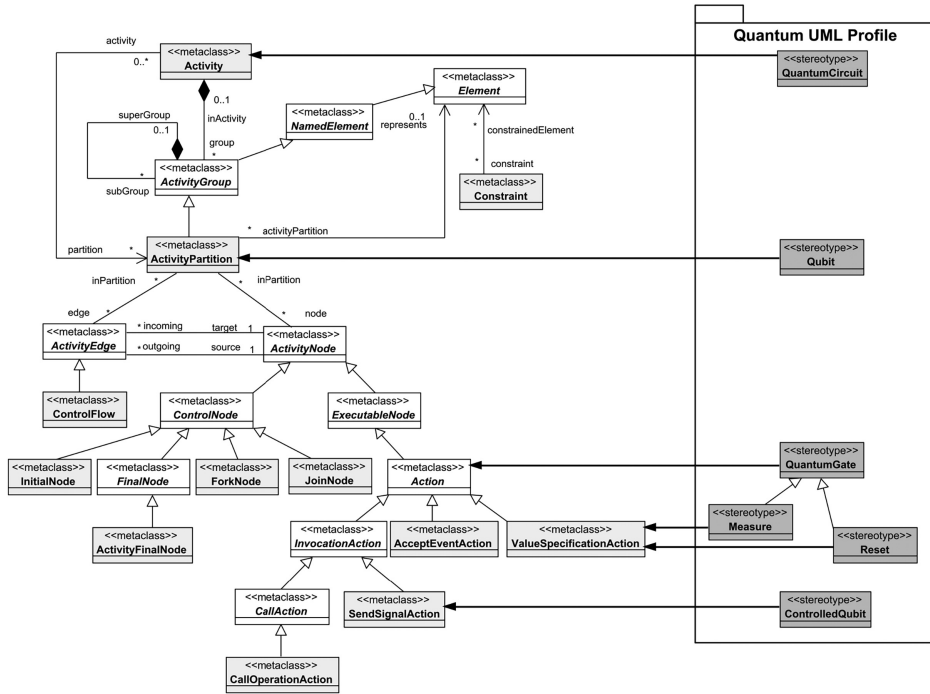 Quantum UML Profile
activity
0..*
<<metaclass>>
Activity
<<stereotype>>
QuantumCircuit
0..1
inActivity
<<metaclass>>
Element
superGroup
0..1
<<metaclass>>
NamedElement
represents
0..1
*
constrainedElement
group
*
<<metaclass>>
ActivityGroup
*
subGroup
*
constraint
<<metaclass>>
Constraint
*
activityPartition
partition
*
<<metaclass>>
ActivityPartition
<<stereotype>>
Qubit
inPartition
*
*
inPartition
edge
*
*
node
<<metaclass>>
ActivityEdge
* incoming
target
1
* outgoing
source
1
<<metaclass>>
ActivityNode
<<metaclass>>
ControlFlow
<<metaclass>>
ControlNode
<<metaclass>>
ExecutableNode
<<metaclass>>
InitialNode
<<metaclass>>
FinalNode
<<metaclass>>
ForkNode
<<metaclass>>
JoinNode
<<metaclass>>
Action
<<stereotype>>
QuantumGate
<<metaclass>>
ActivityFinalNode
<<metaclass>>
InvocationAction
<<metaclass>>
AcceptEventAction
<<metaclass>>
ValueSpecificationAction
<<stereotype>>
Measure
<<stereotype>>
Reset
<<metaclass>>
CallAction
<<metaclass>>
SendSignalAction
<<stereotype>>
ControlledQubit
<<metaclass>>
CallOperationAction